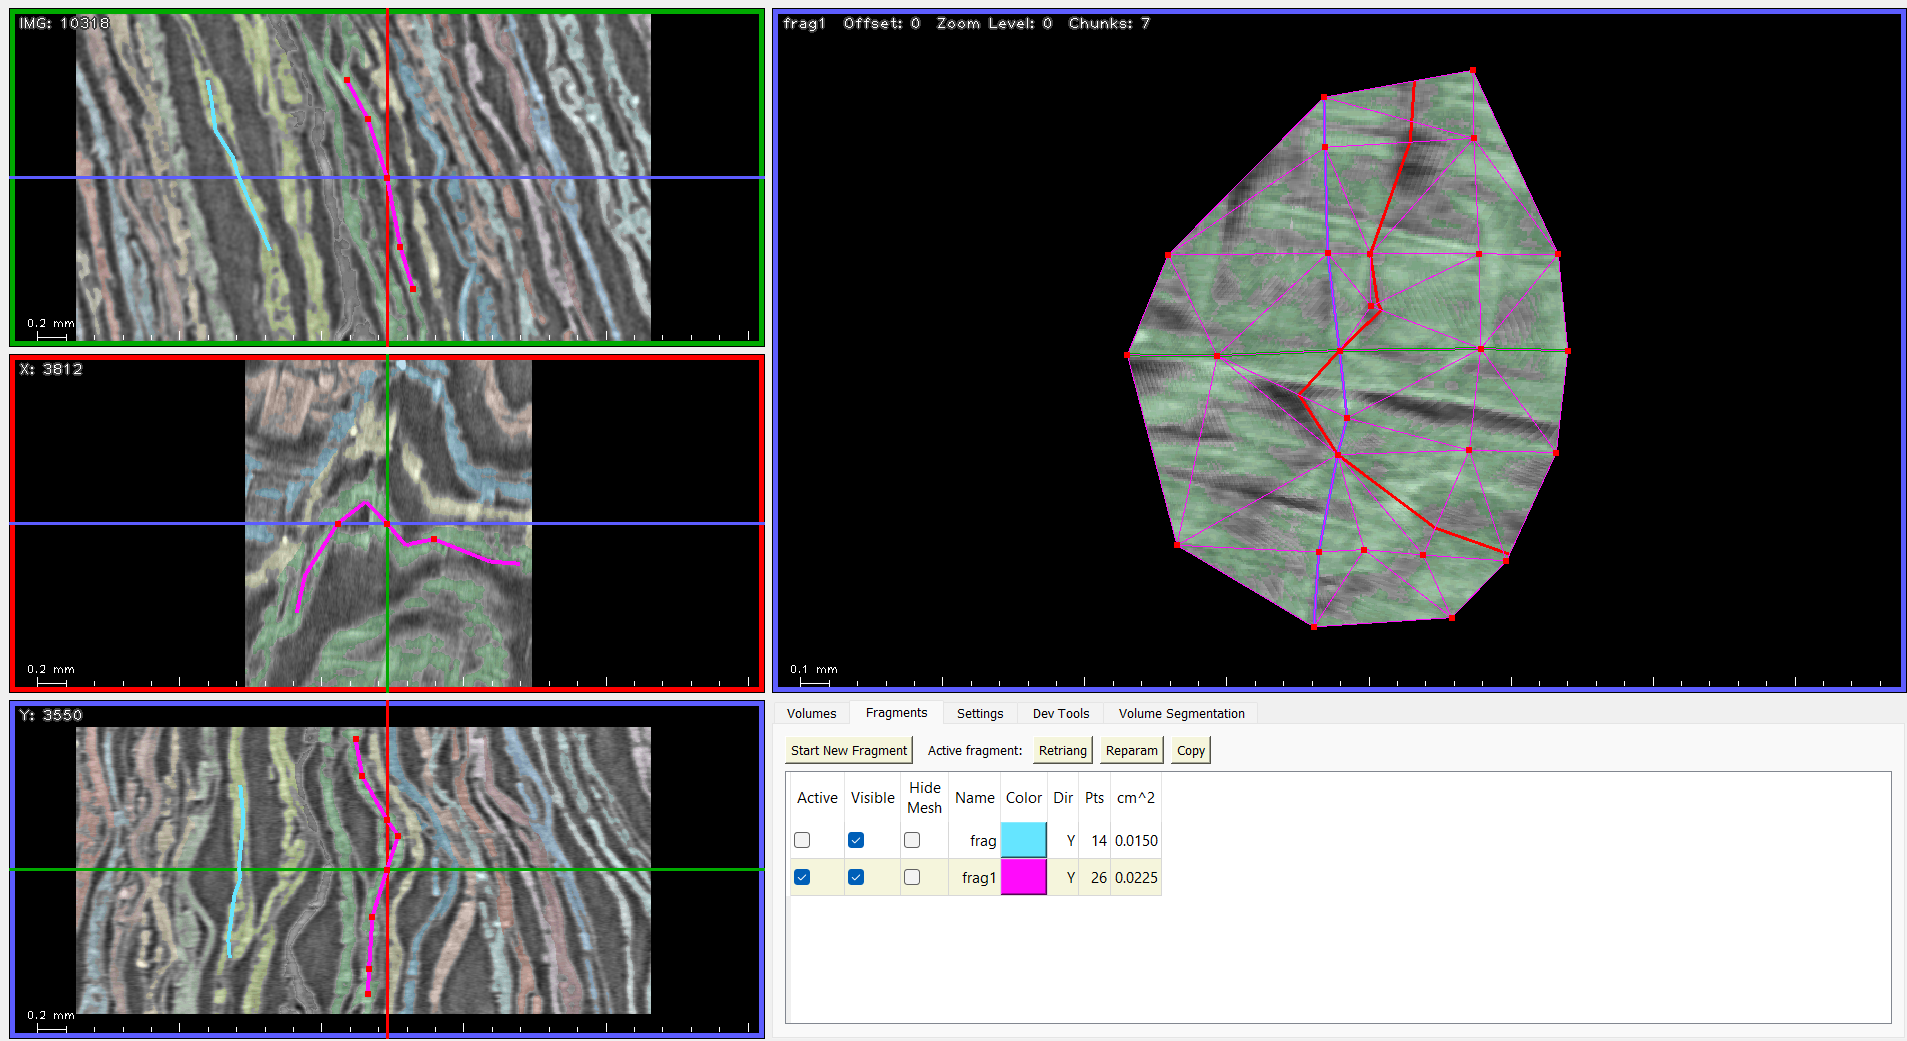 IMG: 10318
0.2 mm
X: 3812
0.2 mm
Y: 3550
0.2 mm
frag1 Offset: 0 Zoom Level: 0 Chunks: 7
0.1 mm
Volumes Fragments Settings Dev Tools Volume Segmentation
Start New Fragment Active fragment: Retriang Reparam Copy
Active Visible Hide Mesh Name Color Dir Pts cm^2
frag Y 14 0.0150
frag1 Y 26 0.0225